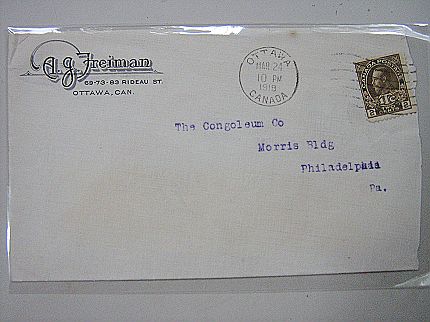 A. J. Freiman
69-73-83 RIDEAU ST.
OTTAWA, CAN.
OTTAWA
MAR 24
10 PM
1918
CANADA
The Congoleum Co
Morris Bldg
Philadelphia
Pa.